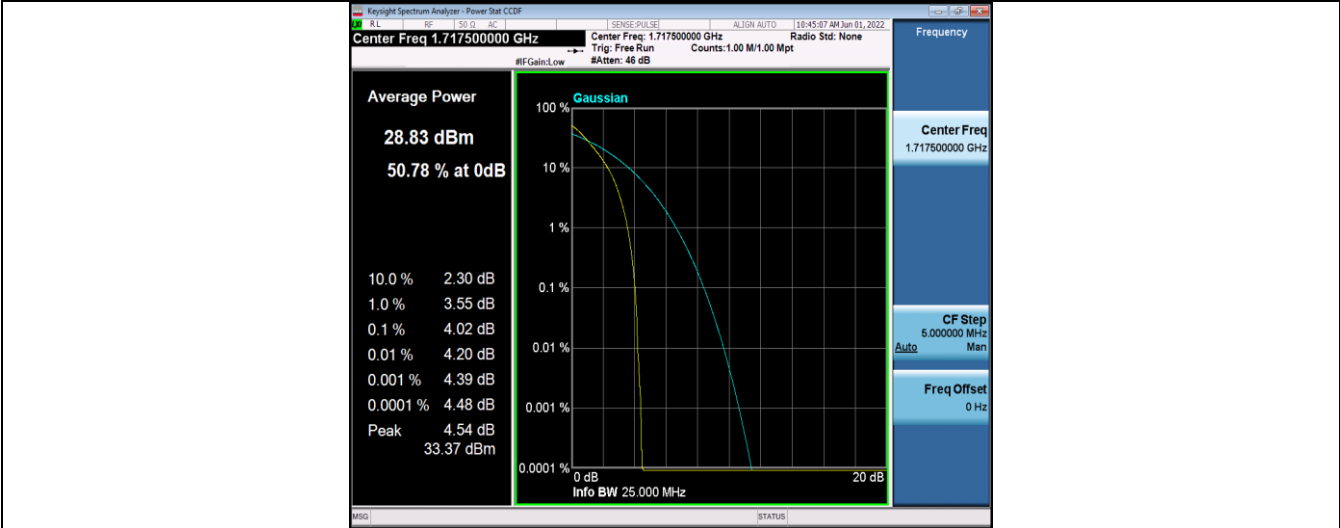 Keysight Spectrum Analyzer - Power Stat CCDF
RL RF 50 Ω AC SENSE:PULSE ALIGN AUTO 10:45:07 AM Jun 01, 2022
Center Freq 1.717500000 GHz
Center Freq: 1.717500000 GHz Radio Std: None
Trig: Free Run Counts:1.00 M/1.00 Mpt
#IFGain:Low #Atten: 46 dB
Average Power
28.83 dBm
50.78 % at 0dB
10.0 % 2.30 dB
1.0 % 3.55 dB
0.1 % 4.02 dB
0.01 % 4.20 dB
0.001 % 4.39 dB
0.0001 % 4.48 dB
Peak 4.54 dB
33.37 dBm
Gaussian
100 %
10 %
1 %
0.1 %
0.01 %
0.001 %
0.0001 %
0 dB 20 dB
Info BW 25.000 MHz
Frequency
Center Freq
1.717500000 GHz
CF Step
5.000000 MHz
Auto Man
Freq Offset
0 Hz
MSG STATUS